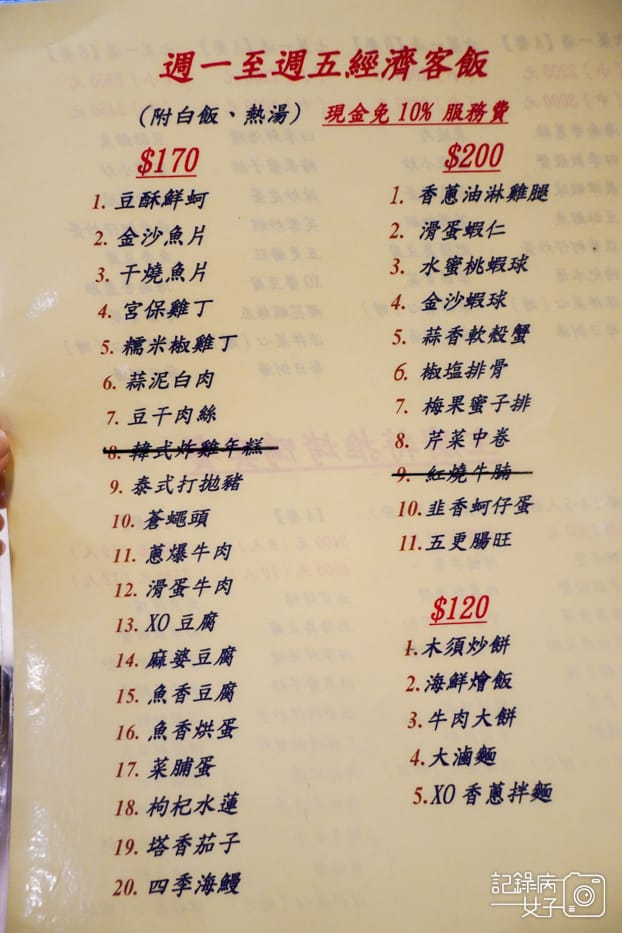 週一至週五經濟客飯
(附白飯、熱湯) 現金免10% 服務費
$170
1. 豆酥鮮蚵
2. 金沙魚片
3. 干燒魚片
4. 宮保雞丁
5. 糯米椒雞丁
6. 蒜泥白肉
7. 豆干肉絲
8. 韓式炸雞年糕
9. 泰式打拋豬
10. 蒼蠅頭
11. 蔥爆牛肉
12. 滑蛋牛肉
13. XO豆腐
14. 麻婆豆腐
15. 魚香豆腐
16. 魚香烘蛋
17. 菜脯蛋
18. 枸杞水蓮
19. 塔香茄子
20. 四季海鰻
$200
1. 香蔥油淋雞腿
2. 滑蛋蝦仁
3. 水蜜桃蝦球
4. 金沙蝦球
5. 蒜香軟殼蟹
6. 椒塩排骨
7. 梅果蜜子排
8. 芹菜中卷
9. 紅燒牛腩
10. 韭香蚵仔蛋
11. 五更腸旺
$120
1. 木須炒餅
2. 海鮮燴飯
3. 牛肉大餅
4. 大滷麵
5. XO香蔥拌麵
記錄病
女子